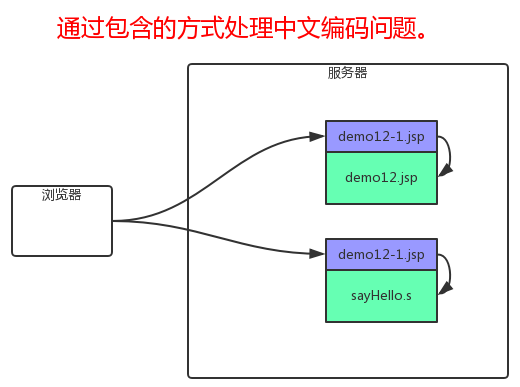 通过包含的方式处理中文编码问题。
服务器
demo12-1.jsp
demo12.jsp
浏览器
demo12-1.jsp
sayHello.s